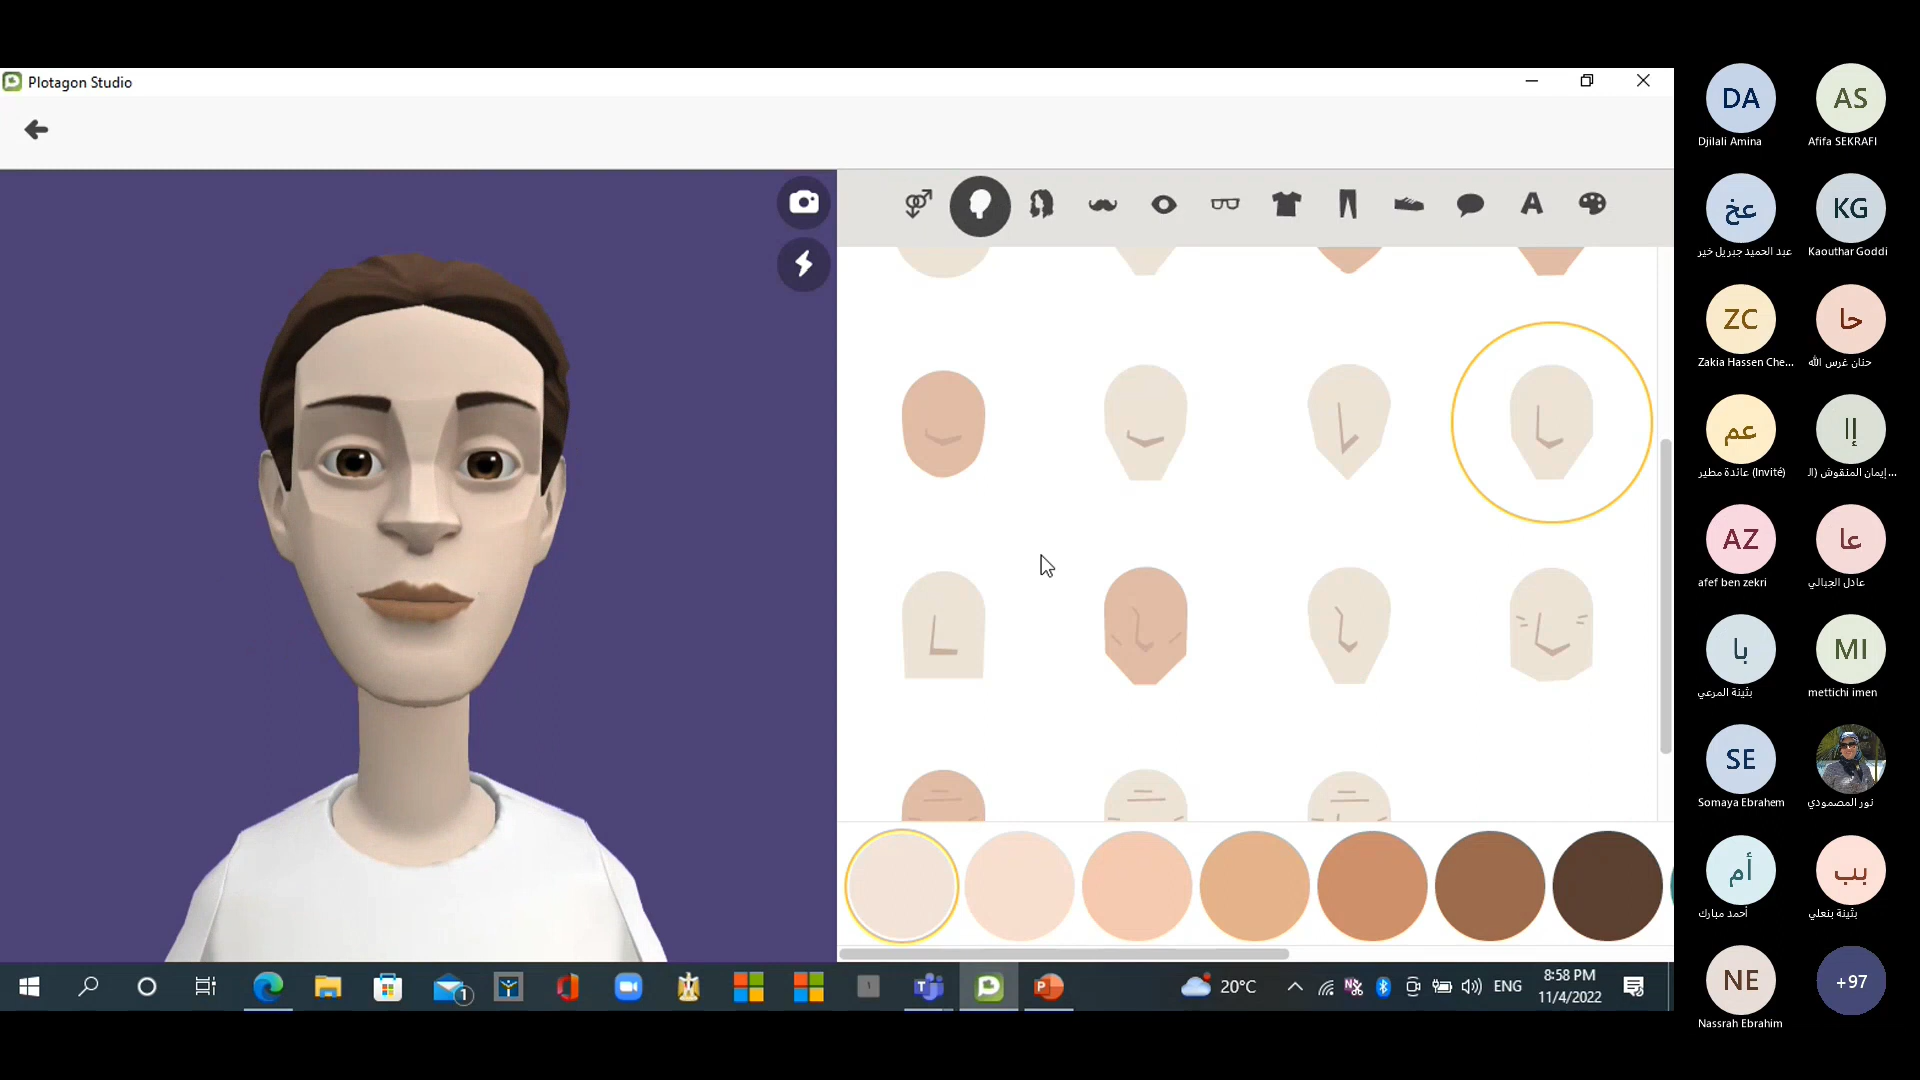 Plotagon Studio
DA
AS
Djilali Amina
Afifa SEKRAFI
عخ
KG
عبد الحميد جبريل خير
Kaouthar Goddi
ZC
حا
Zakia Hassen Che...
حنان غرس الله
عم
إا
عائدة مطير (Invité)
إيمان المنقوش (ال...
AZ
عا
afef ben zekri
عادل الجبالي
با
MI
بثينة المرعي
mettichi imen
SE
Somaya Ebrahem
نور المصمودي
أم
بب
أحمد مبارك
بثينة بنعلي
NE
+97
Nassrah Ebrahim
1
20°C
ENG
8:58 PM
11/4/2022